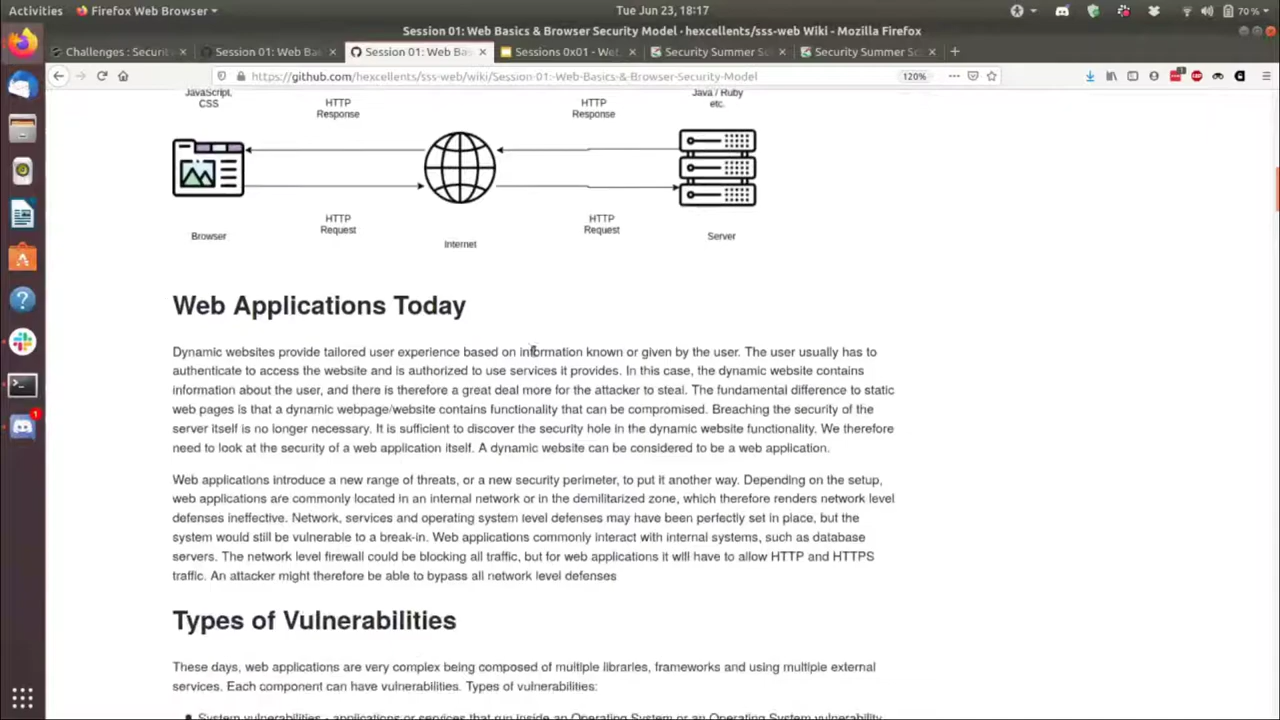 Activities
Firefox Web Browser
Tue Jun 23, 18:17
70 %
Session 01: Web Basics & Browser Security Model · hexcellents/sss-web Wiki - Mozilla Firefox
Challenges : Securit
Session 01: Web Ba
Session 01: Web Ba
Sessions 0x01 - We
Security Summer Sc
Security Summer Sc
https://github.com/hexcellents/sss-web/wiki/Session-01:-Web-Basics-&-Browser-Security-Model
120%
JavaScript,
CSS
HTTP
Response
HTTP
Response
Java / Ruby
etc.
Browser
HTTP
Request
Internet
HTTP
Request
Server
Web Applications Today
Dynamic websites provide tailored user experience based on information known or given by the user. The user usually has to
authenticate to access the website and is authorized to use services it provides. In this case, the dynamic website contains
information about the user, and there is therefore a great deal more for the attacker to steal. The fundamental difference to static
web pages is that a dynamic webpage/website contains functionality that can be compromised. Breaching the security of the
server itself is no longer necessary. It is sufficient to discover the security hole in the dynamic website functionality. We therefore
need to look at the security of a web application itself. A dynamic website can be considered to be a web application.
Web applications introduce a new range of threats, or a new security perimeter, to put it another way. Depending on the setup,
web applications are commonly located in an internal network or in the demilitarized zone, which therefore renders network level
defenses ineffective. Network, services and operating system level defenses may have been perfectly set in place, but the
system would still be vulnerable to a break-in. Web applications commonly interact with internal systems, such as database
servers. The network level firewall could be blocking all traffic, but for web applications it will have to allow HTTP and HTTPS
traffic. An attacker might therefore be able to bypass all network level defenses
Types of Vulnerabilities
These days, web applications are very complex being composed of multiple libraries, frameworks and using multiple external
services. Each component can have vulnerabilities. Types of vulnerabilities:
System vulnerabilities - applications or services that run inside an Operating System or an Operating System vulnerability